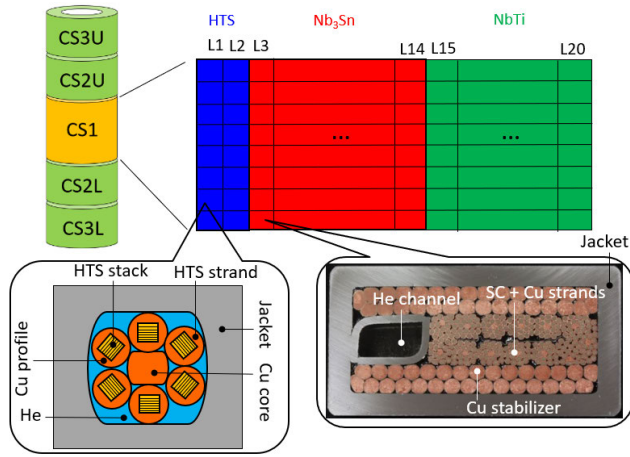 HTS
Nb₃Sn
NbTi
CS3U
CS2U
CS1
CS2L
CS3L
L1
L2
L3
L14
L15
L20
...
...
HTS stack
HTS strand
Jacket
Cu profile
Cu core
He
Jacket
He channel
SC + Cu strands
Cu stabilizer